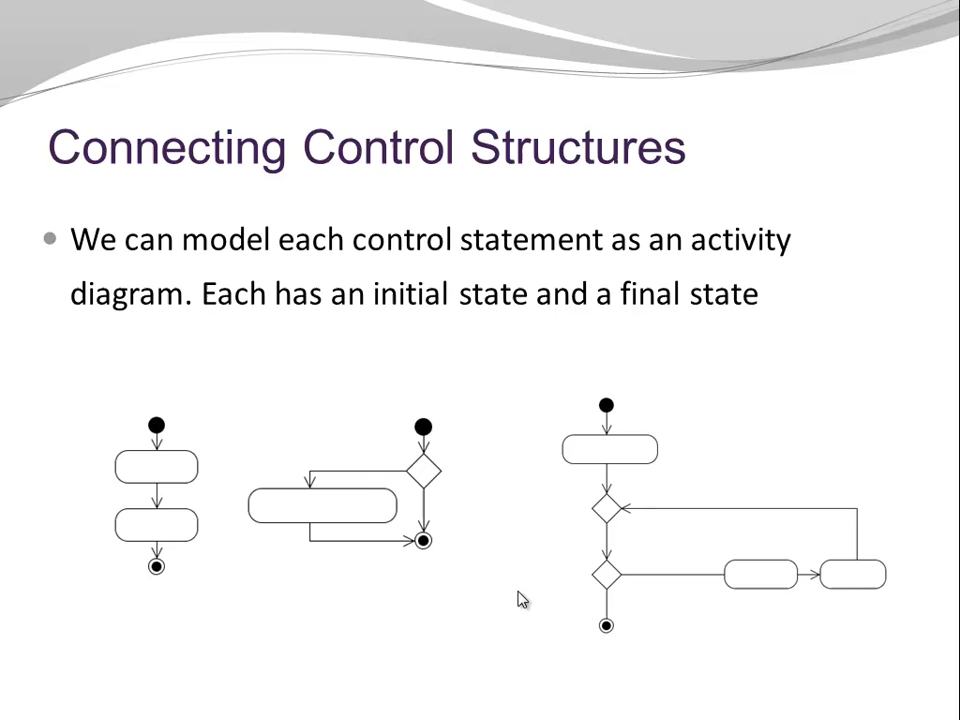 Connecting Control Structures
We can model each control statement as an activity
diagram. Each has an initial state and a final state